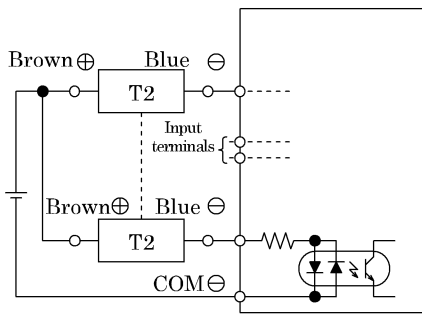 Brown ⊕ Blue ⊖
T2
Input
terminals
Brown⊕ Blue ⊖
T2
COM⊖